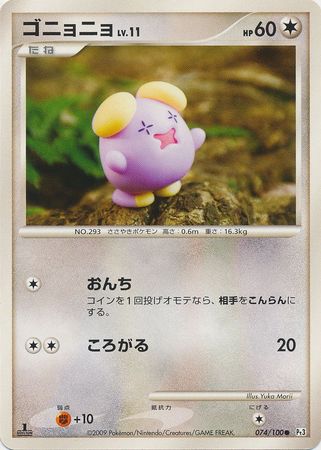 ゴニョニョ LV.11 HP 60
たね
NO.293 ささやきポケモン 高さ:0.6m 重さ:16.3kg
おんち
コインを1回投げオモテなら、相手をこんらんにする。
ころがる 20
Illus. Yuka Morii
弱点 +10 抵抗力 にげる
1 EDITION
©2009 Pokémon/Nintendo/Creatures/GAME FREAK. 074/100● Pt3